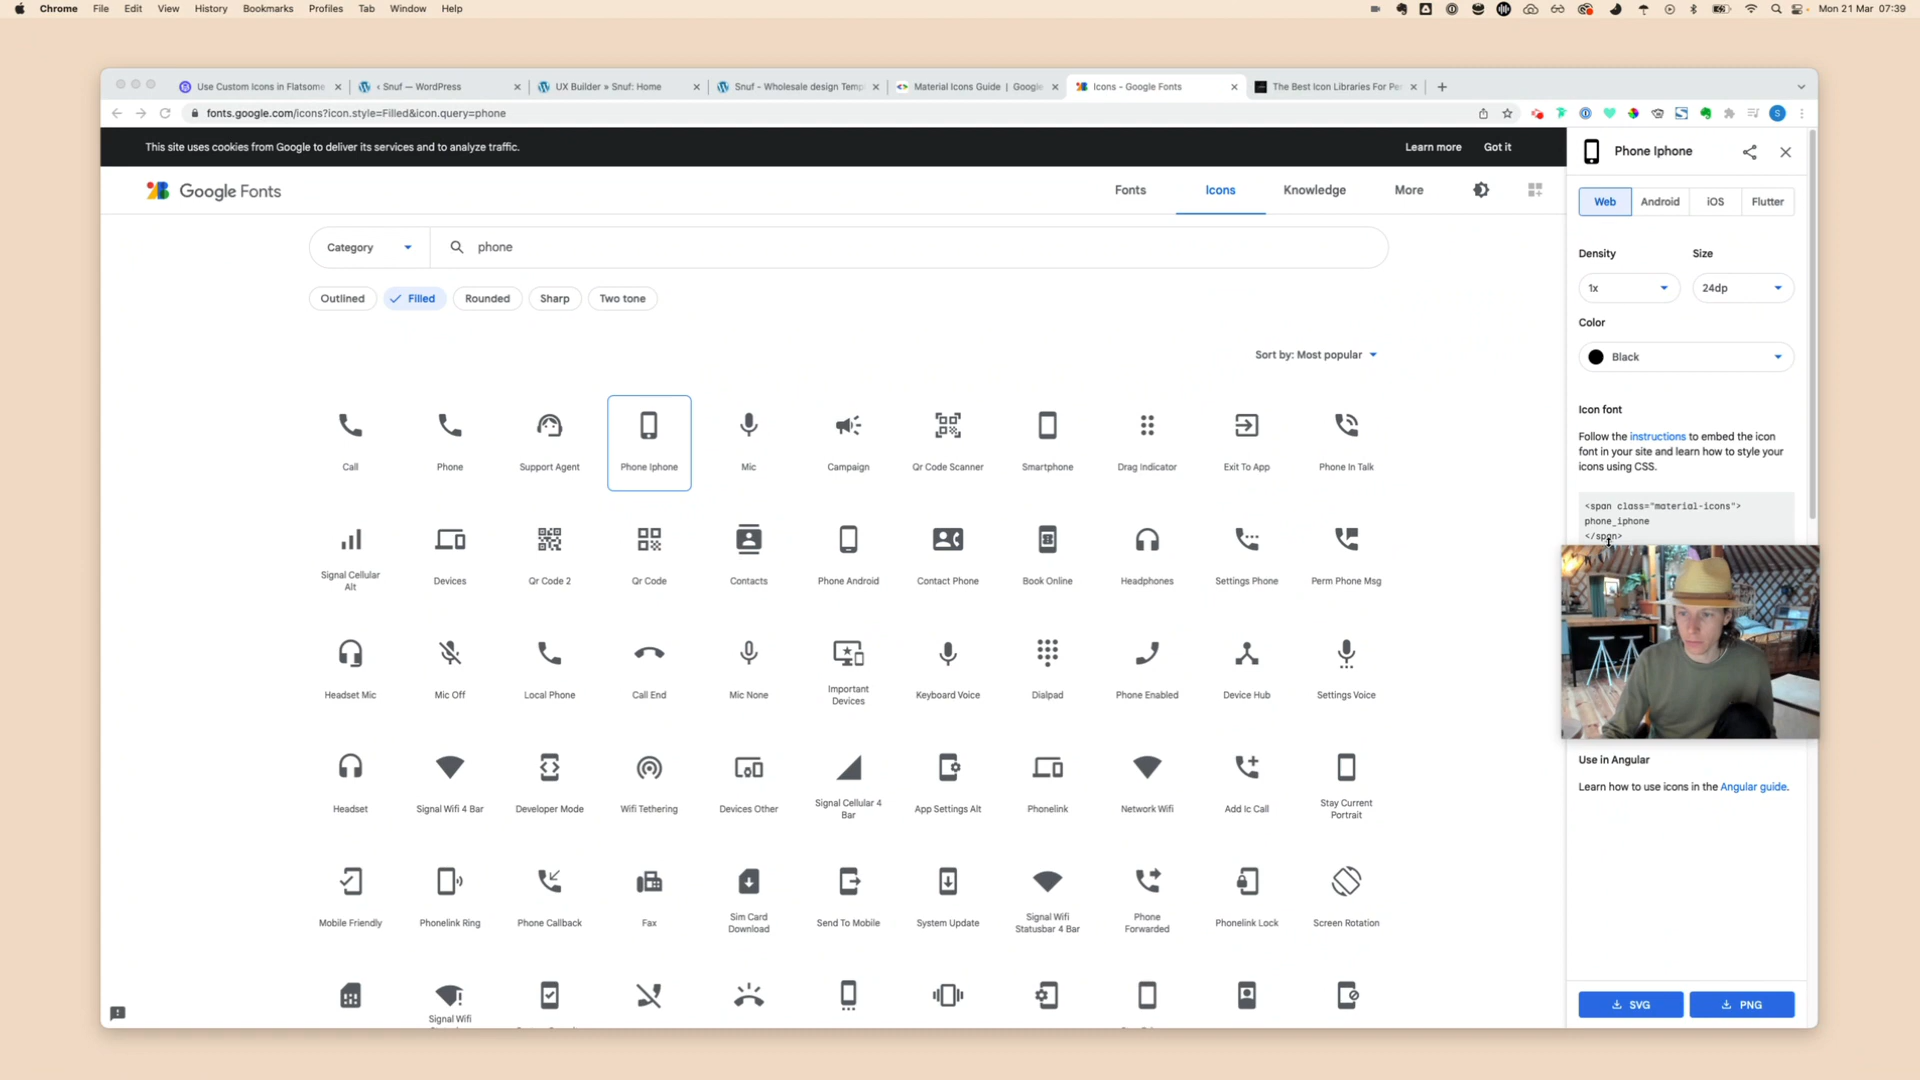 Chrome File Edit View History Bookmarks Profiles Tab Window Help
Mon 21 Mar 07:39
Use Custom Icons in Flatsome
‹ Snuf — WordPress
UX Builder » Snuf: Home
Snuf - Wholesale design Temp
Material Icons Guide | Google
Icons - Google Fonts
The Best Icon Libraries For Per
fonts.google.com/icons?icon.style=Filled&icon.query=phone
S
This site uses cookies from Google to deliver its services and to analyze traffic.
Learn more
Got it
Google Fonts
Fonts
Icons
Knowledge
More
Category
phone
Outlined
Filled
Rounded
Sharp
Two tone
Sort by: Most popular
Call
Phone
Support Agent
Phone Iphone
Mic
Campaign
Qr Code Scanner
Smartphone
Drag Indicator
Exit To App
Phone In Talk
Signal Cellular
Alt
Devices
Qr Code 2
Qr Code
Contacts
Phone Android
Contact Phone
Book Online
Headphones
Settings Phone
Perm Phone Msg
Headset Mic
Mic Off
Local Phone
Call End
Mic None
Important
Devices
Keyboard Voice
Dialpad
Phone Enabled
Device Hub
Settings Voice
Headset
Signal Wifi 4 Bar
Developer Mode
Wifi Tethering
Devices Other
Signal Cellular 4
Bar
App Settings Alt
Phonelink
Network Wifi
Add Ic Call
Stay Current
Portrait
Mobile Friendly
Phonelink Ring
Phone Callback
Fax
Sim Card
Download
Send To Mobile
System Update
Signal Wifi
Statusbar 4 Bar
Phone
Forwarded
Phonelink Lock
Screen Rotation
Signal Wifi
Phone Iphone
Web
Android
iOS
Flutter
Density
Size
1x
24dp
Color
Black
Icon font
Follow the instructions to embed the icon
font in your site and learn how to style your
icons using CSS.
<span class="material-icons">
phone_iphone
</span>
Use in Angular
Learn how to use icons in the Angular guide.
SVG
PNG